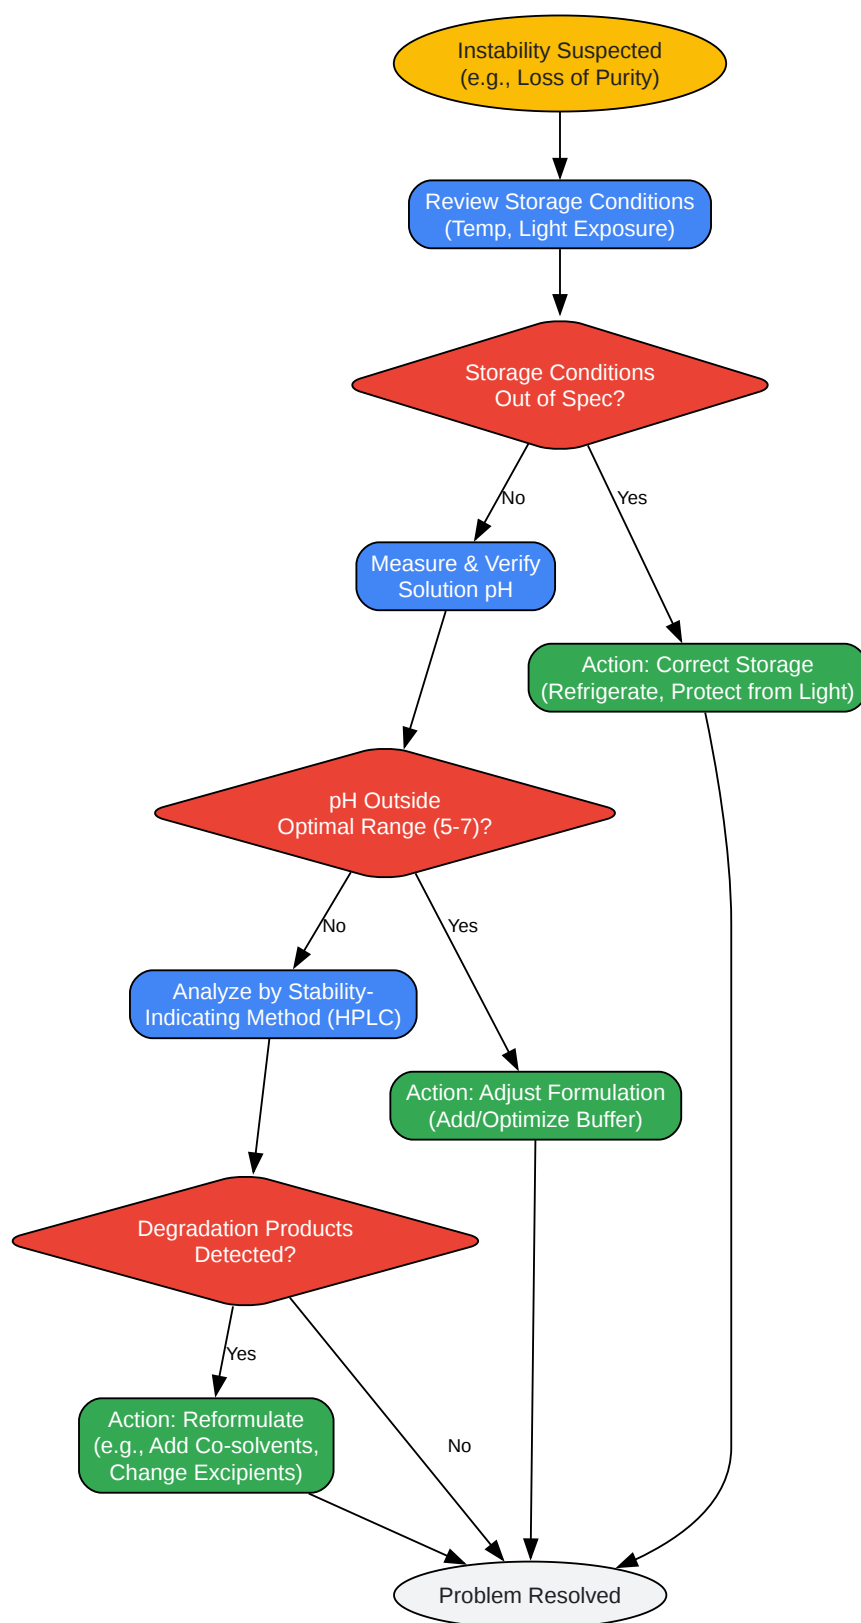 Instability Suspected
(e.g., Loss of Purity)
Review Storage Conditions
(Temp, Light Exposure)
Storage Conditions
Out of Spec?
No
Yes
Measure & Verify
Solution pH
Action: Correct Storage
(Refrigerate, Protect from Light)
pH Outside
Optimal Range (5-7)?
No
Yes
Analyze by Stability-
Indicating Method (HPLC)
Action: Adjust Formulation
(Add/Optimize Buffer)
Degradation Products
Detected?
Yes
No
Action: Reformulate
(e.g., Add Co-solvents,
Change Excipients)
Problem Resolved